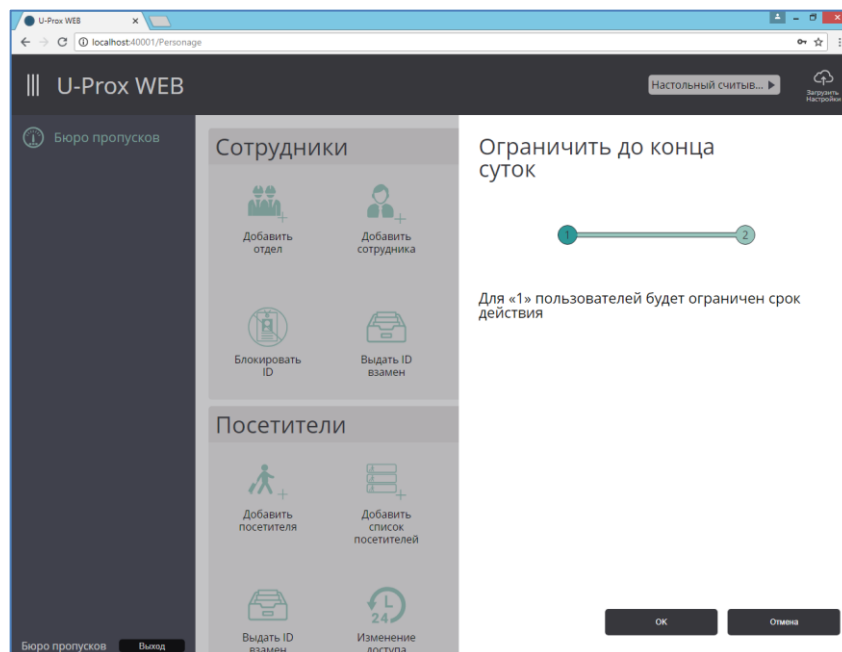 U-Prox WEB
localhost:40001/Personage
U-Prox WEB
Настольный считыв...
Загрузить
Настройки
Бюро пропусков
Сотрудники
Добавить
отдел
Добавить
сотрудника
Блокировать
ID
Выдать ID
взамен
Посетители
Добавить
посетителя
Добавить
список
посетителей
24
Выдать ID
взамен
Изменение
доступа
Ограничить до конца
суток
1
2
Для «1» пользователей будет ограничен срок
действия
OK
Отмена
Бюро пропусков
Выход